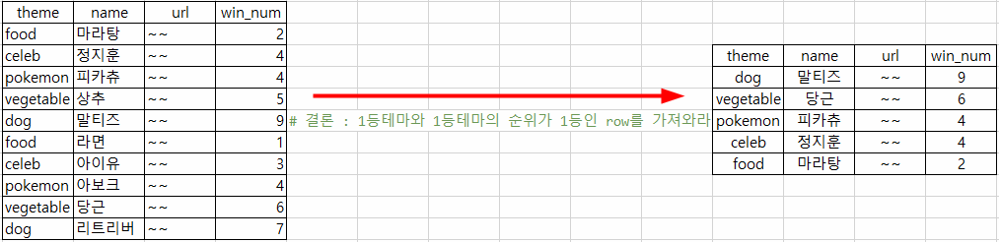 theme name url win_num
food 마라탕 ~~ 2
celeb 정지훈 ~~ 4
pokemon 피카츄 ~~ 4
vegetable 상추 ~~ 5
dog 말티즈 ~~ 9
food 라면 ~~ 1
celeb 아이유 ~~ 3
pokemon 아보크 ~~ 4
vegetable 당근 ~~ 6
dog 리트리버 ~~ 7
# 결론 : 1등테마와 1등테마의 순위가 1등인 row를 가져와라
theme name url win_num
dog 말티즈 ~~ 9
vegetable 당근 ~~ 6
pokemon 피카츄 ~~ 4
celeb 정지훈 ~~ 4
food 마라탕 ~~ 2